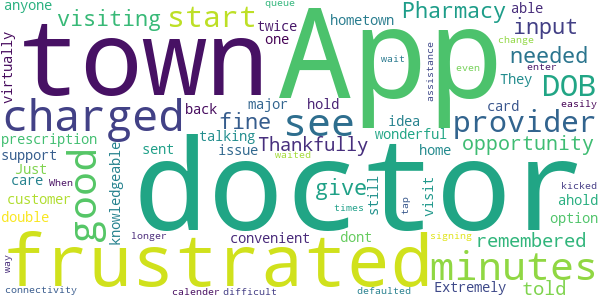 anyone
visiting
virtually
town
start
twice
one
queue
hometown
App
Pharmacy
able
input
They
needed
DOB
card
charged
back
fine
major
hold
see
wait
even
assistance
change
enter
easily
idea
wonderful
provider
prescription
support
Just
care
When
customer
double
good
sent
knowledgeable
talking
issue
Thankfully
home
waited
doctor
give
times
still
tap
visit
opportunity
kicked
ahold
option
way
frustrated
convenient
dont
signing
remembered
minutes
longer
connectivity
calender
difficult
defaulted
Extremely
told